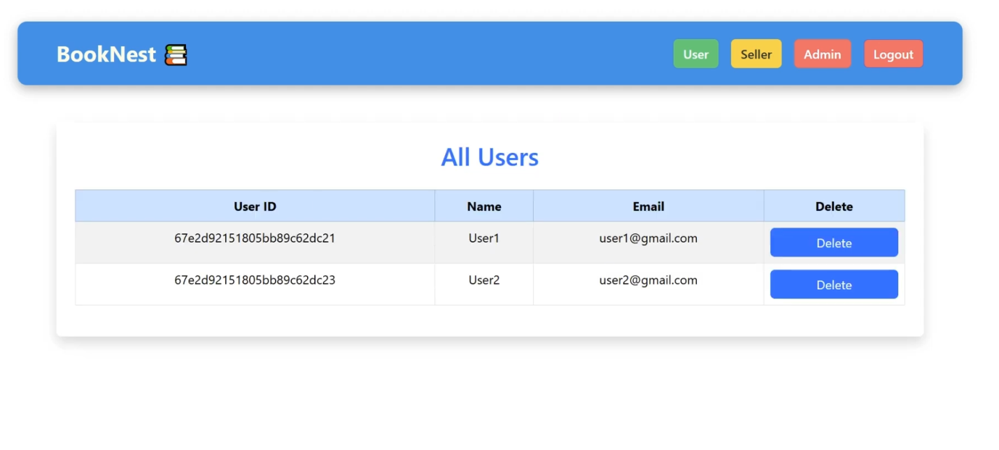 BookNest 📚 User Seller Admin Logout
All Users
User ID Name Email Delete
67e2d92151805bb89c62dc21 User1 user1@gmail.com Delete
67e2d92151805bb89c62dc23 User2 user2@gmail.com Delete